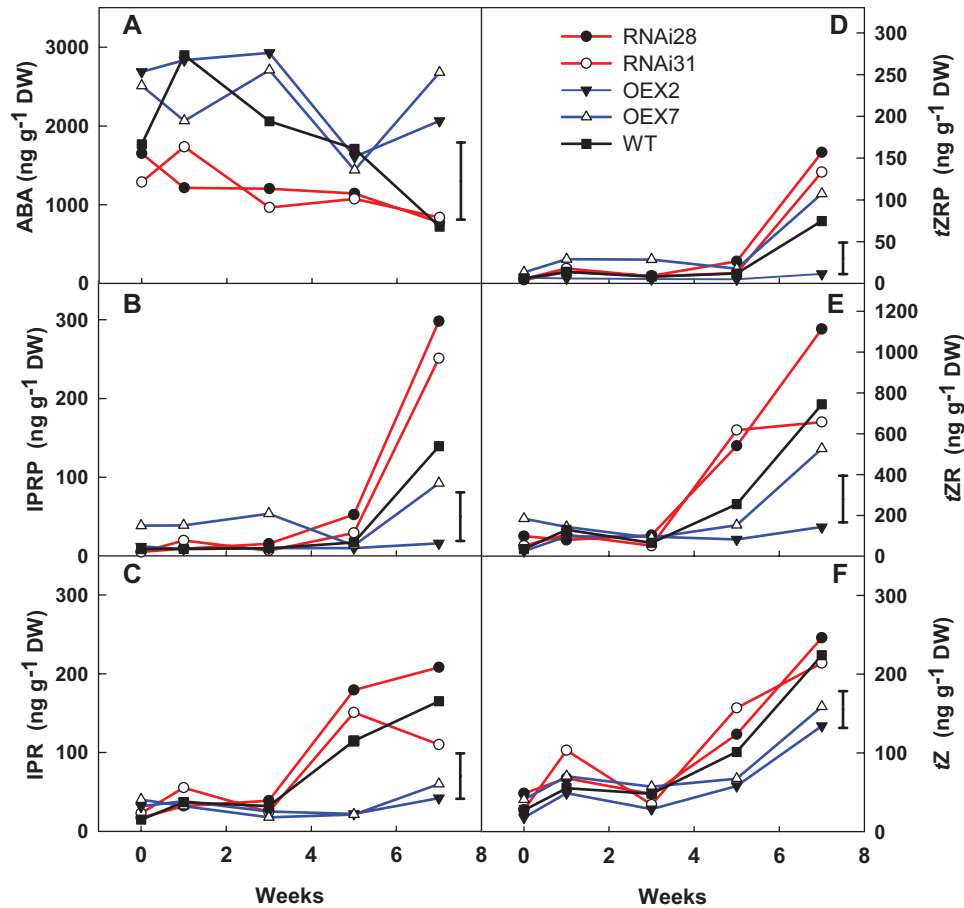 A
3000
2000
1000
0
ABA (ng g-1 DW)
D
300
250
200
150
100
50
0
tZRP (ng g-1 DW)
RNAi28
RNAi31
OEX2
OEX7
WT
B
300
200
100
0
IPRP (ng g-1 DW)
E
1200
1000
800
600
400
200
0
tZR (ng g-1 DW)
C
300
200
100
0
IPR (ng g-1 DW)
F
300
200
100
0
tZ (ng g-1 DW)
0 2 4 6 8
0 2 4 6 8
Weeks
Weeks